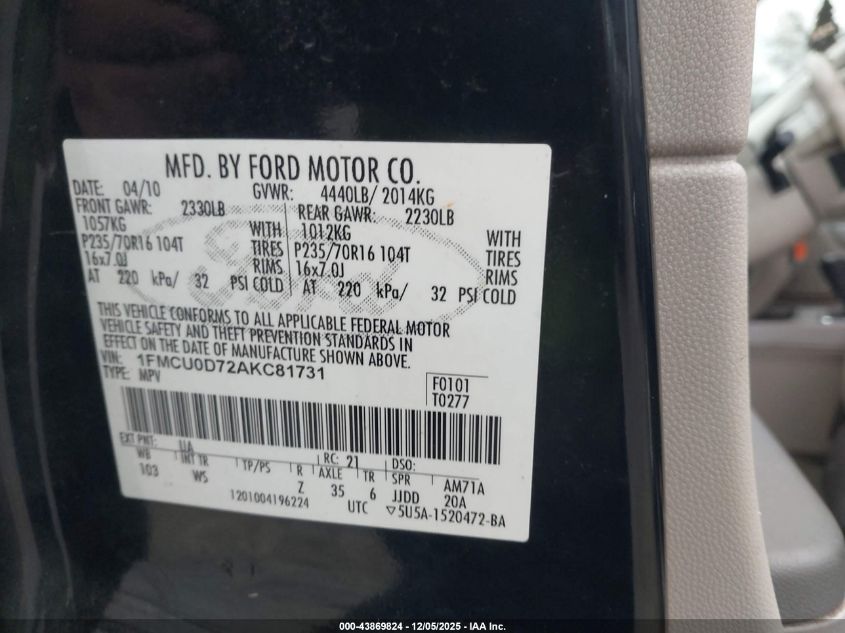 MFD. BY FORD MOTOR CO.
DATE: 04/10 GVWR: 4440LB/ 2014KG
FRONT GAWR: 2330LB REAR GAWR: 2230LB
1057KG WITH 1012KG WITH
P235/70R16 104T TIRES P235/70R16 104T TIRES
16x7.0J RIMS 16x7.0J RIMS
AT 220 kPa/ 32 PSI COLD AT 220 kPa/ 32 PSI COLD
Ford
THIS VEHICLE CONFORMS TO ALL APPLICABLE FEDERAL MOTOR
VEHICLE SAFETY AND THEFT PREVENTION STANDARDS IN
EFFECT ON THE DATE OF MANUFACTURE SHOWN ABOVE.
VIN: 1FMCU0D72AKC81731
TYPE: MPV
F0101
T0277
EXT PNT: UA RC: 21 DSO:
WB INT TR TP/PS R AXLE TR SPR AM71A
103 WS Z 35 6 JJDD 20A
1201004196224 UTC ▽5U5A-1520472-BA
000-43869824 | 12/05/2025 - IAA Inc.